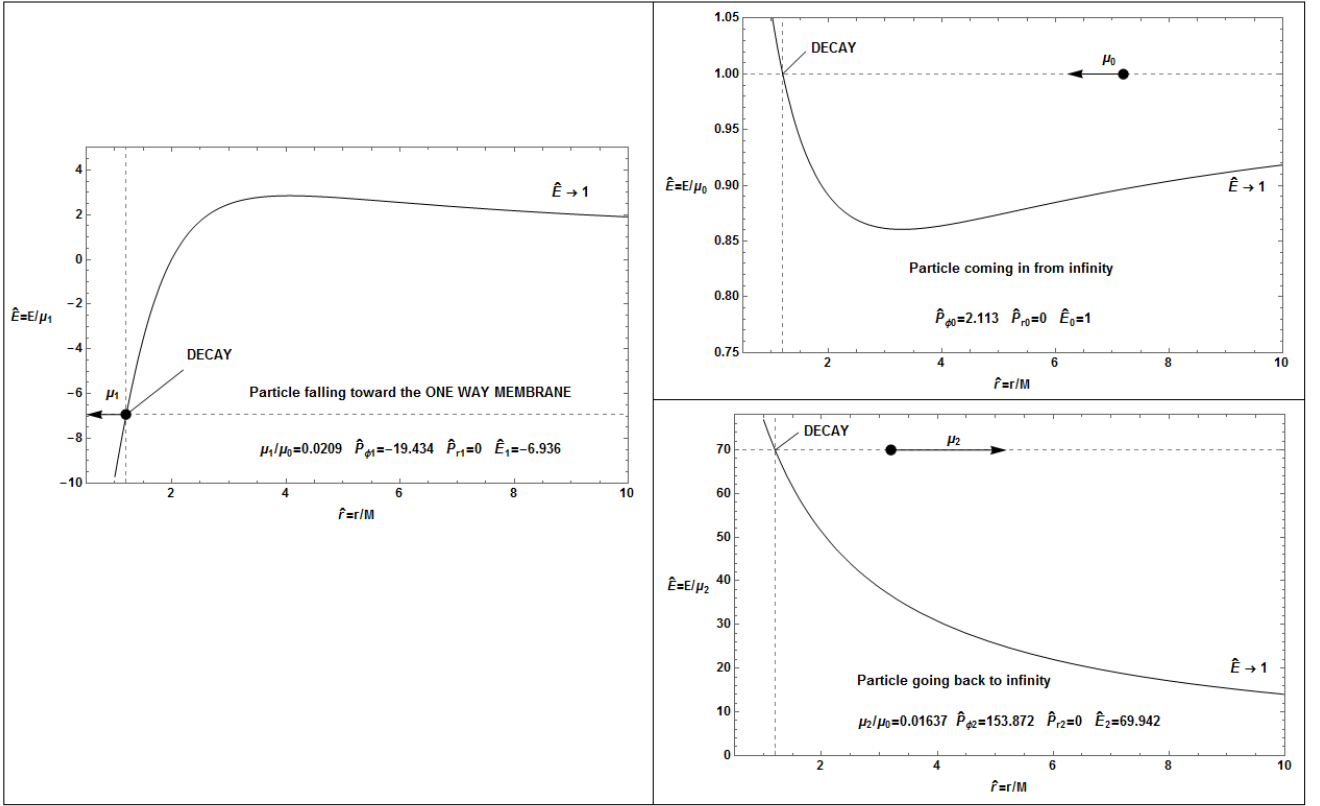 4
2
0
−2
−4
−6
−8
−10
Ê=E/μ₁
Ê → 1
DECAY
μ₁
Particle falling toward the ONE WAY MEMBRANE
μ₁/μ₀=0.0209 P̂ϕ₁=−19.434 P̂r₁=0 Ê₁=−6.936
2 4 6 8 10
r̂=r/M
1.05
1.00
0.95
0.90
0.85
0.80
0.75
Ê=E/μ₀
DECAY
μ₀
Ê → 1
Particle coming in from infinity
P̂ϕ₀=2.113 P̂r₀=0 Ê₀=1
2 4 6 8 10
r̂=r/M
70
60
50
40
30
20
10
0
Ê=E/μ₂
DECAY
μ₂
Ê → 1
Particle going back to infinity
μ₂/μ₀=0.01637 P̂ϕ₂=153.872 P̂r₂=0 Ê₂=69.942
2 4 6 8 10
r̂=r/M